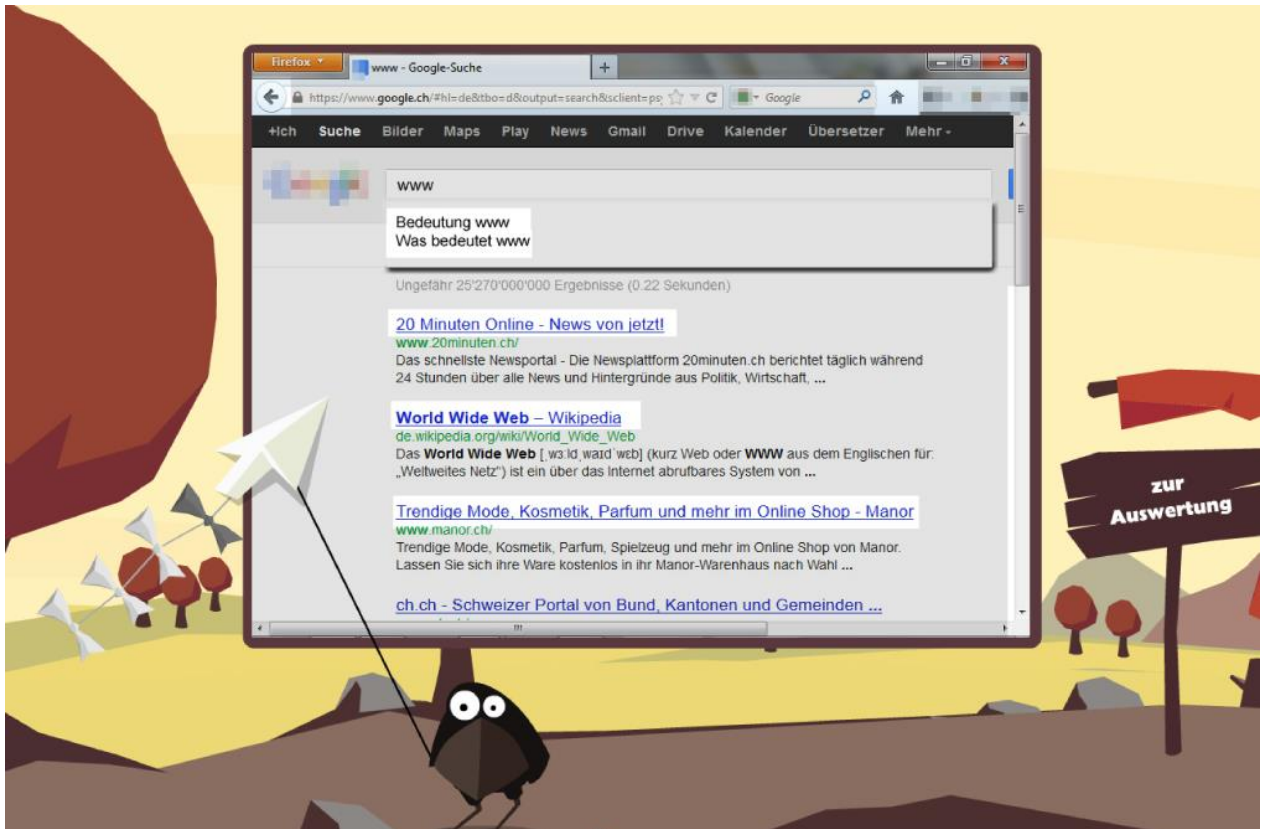 Firefox
www - Google-Suche
https://www.google.ch/#hl=de&tbo=d&output=search&sclient=ps
Google
+Ich Suche Bilder Maps Play News Gmail Drive Kalender Übersetzer Mehr
www
Bedeutung www
Was bedeutet www
Ungefähr 25'270'000'000 Ergebnisse (0.22 Sekunden)
20 Minuten Online - News von jetzt!
www.20minuten.ch/
Das schnellste Newsportal - Die Newsplattform 20minuten.ch berichtet täglich während
24 Stunden über alle News und Hintergründe aus Politik, Wirtschaft, ...
World Wide Web – Wikipedia
de.wikipedia.org/wiki/World_Wide_Web
Das World Wide Web [ˌwɜːldˌwaɪdˈwɛb] (kurz Web oder WWW aus dem Englischen für:
„Weltweites Netz“) ist ein über das Internet abrufbares System von ...
Trendige Mode, Kosmetik, Parfum und mehr im Online Shop - Manor
www.manor.ch/
Trendige Mode, Kosmetik, Parfum, Spielzeug und mehr im Online Shop von Manor.
Lassen Sie sich ihre Ware kostenlos in ihr Manor-Warenhaus nach Wahl ...
ch.ch - Schweizer Portal von Bund, Kantonen und Gemeinden ...
zur
Auswertung